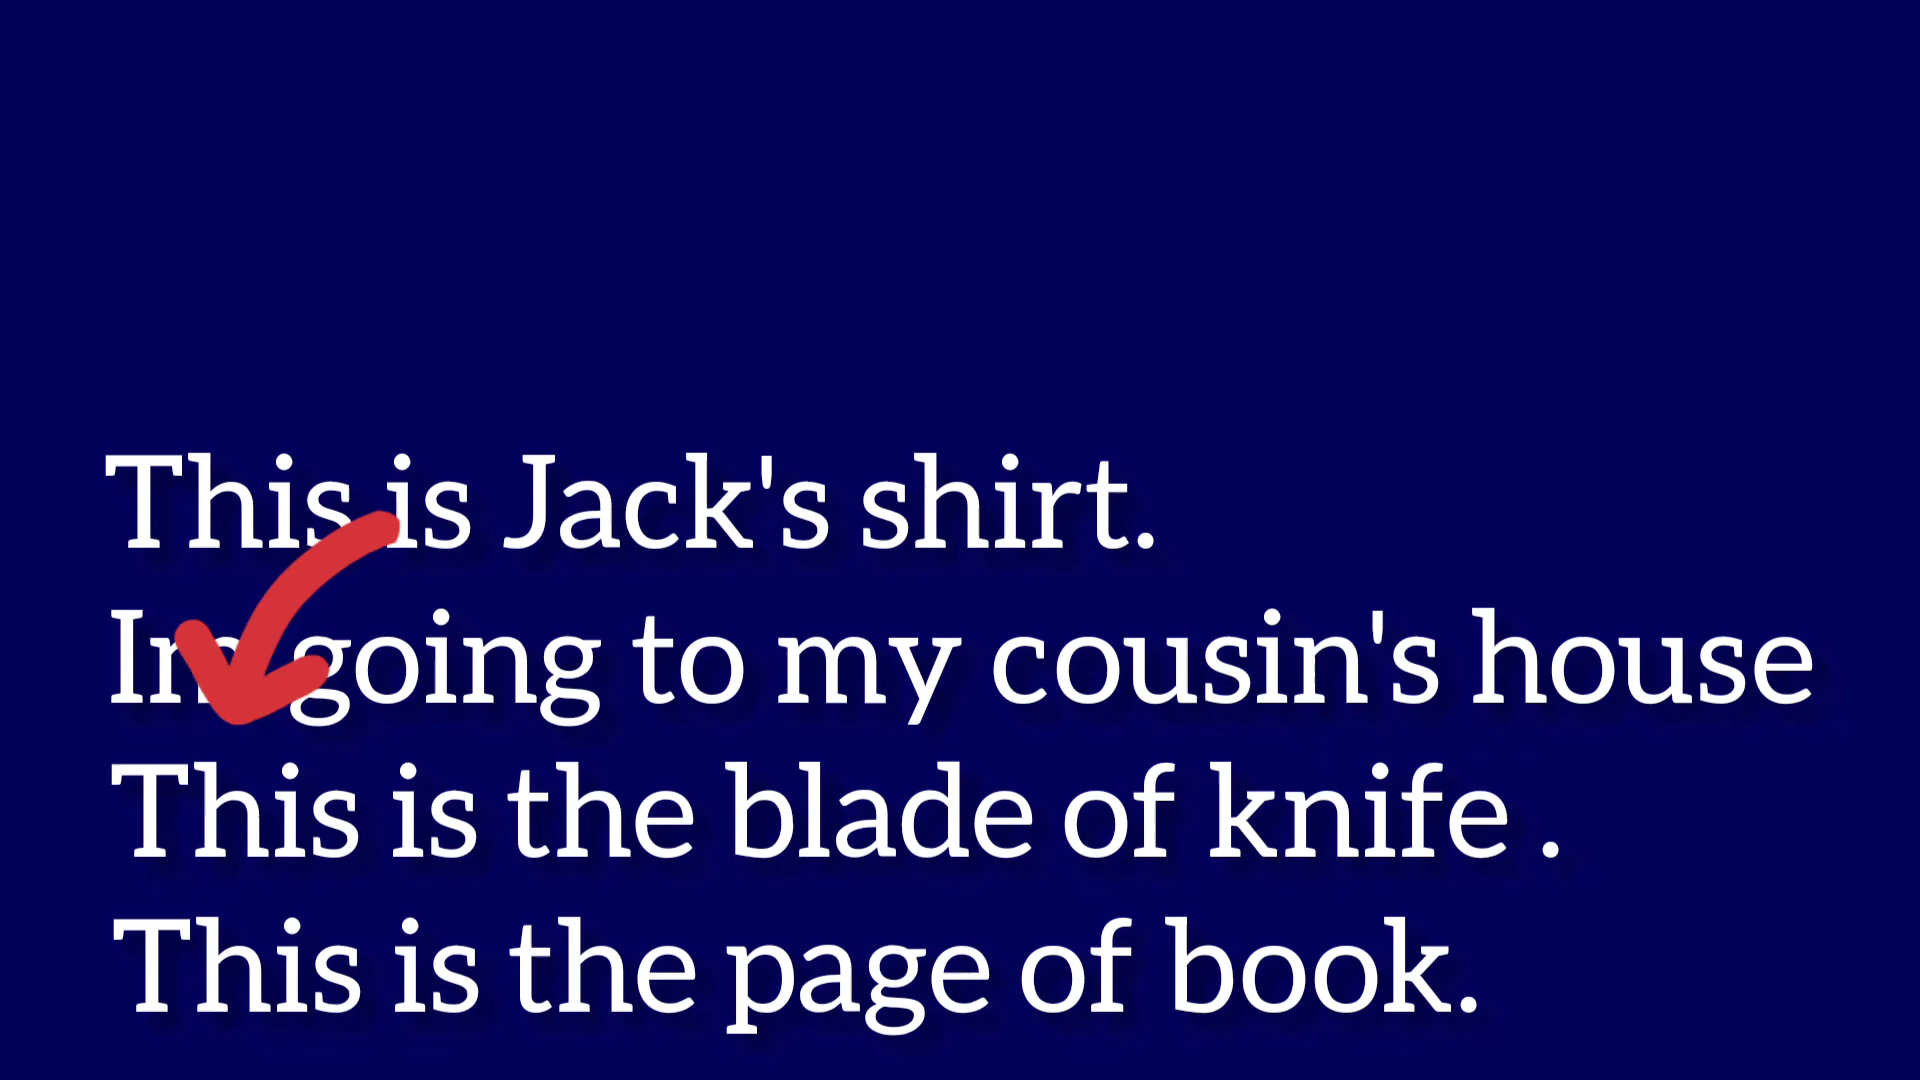 This is Jack's shirt.
Im going to my cousin's house
This is the blade of knife .
This is the page of book.